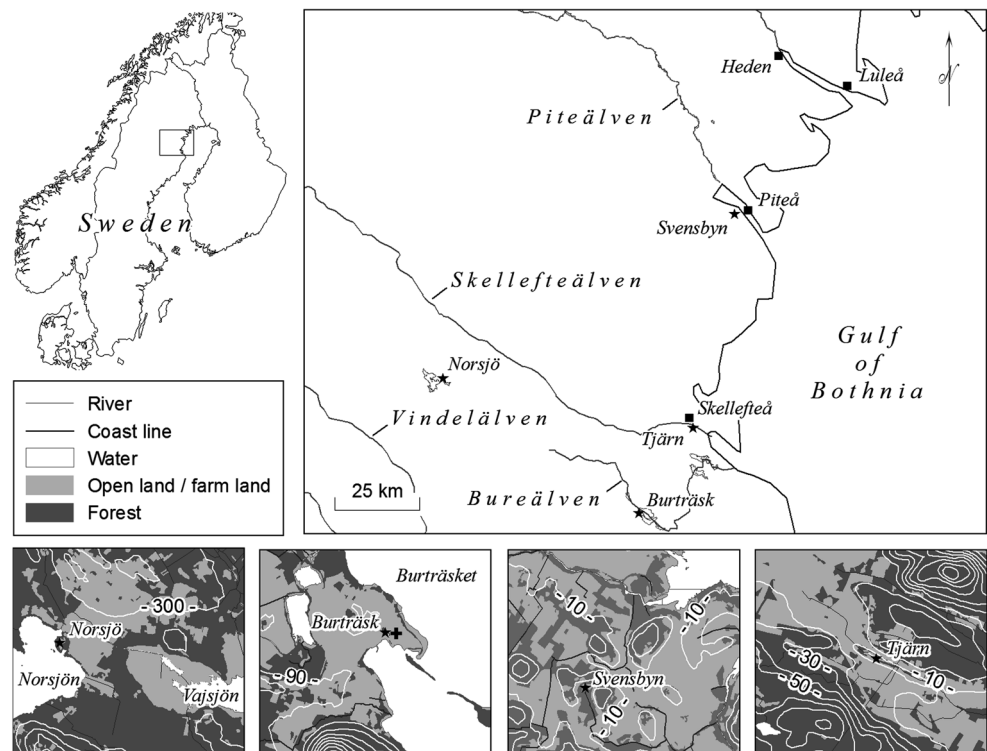 Sweden
Heden
Luleå
N
Piteälven
Piteå
Svensbyn
Skellefteälven
Gulf
of
Bothnia
Norsjö
Vindelälven
Skellefteå
Tjärn
25 km
Bureälven
Burträsk
River
Coast line
Water
Open land / farm land
Forest
- 300 -
Norsjö
Norsjön
Vajsjön
Burträsket
Burträsk
- 90 -
- 10 -
- 10 -
Svensbyn
- 10 -
Tjärn
- 30 -
- 10 -
- 50 -